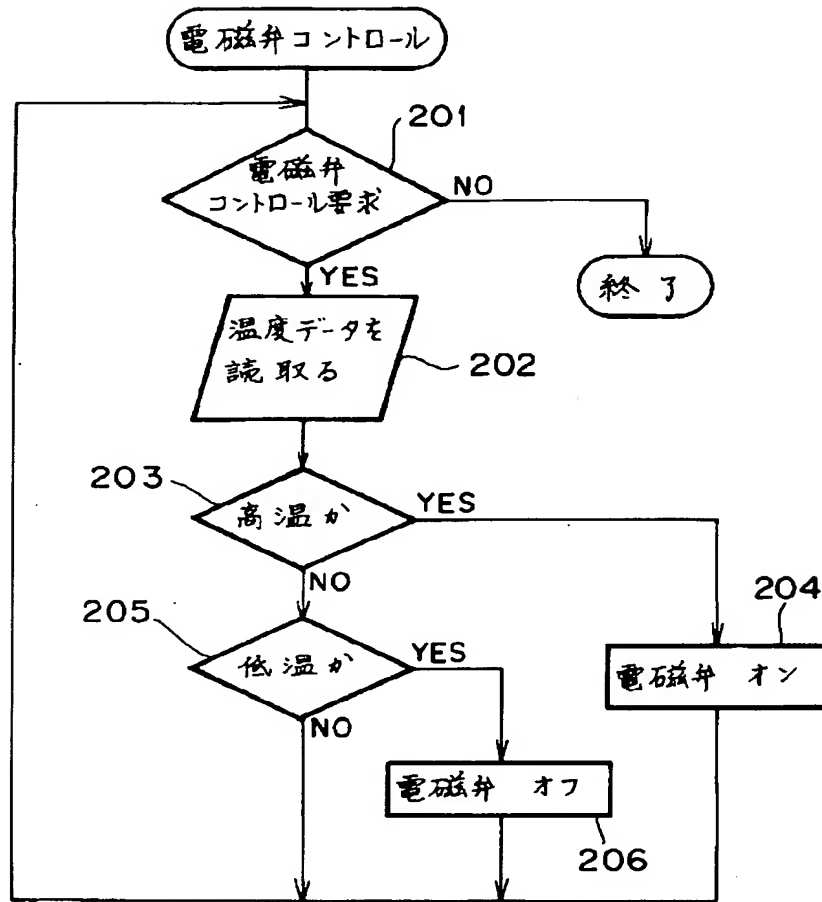 電磁弁コントロール
201
電磁弁
コントロール要求
NO
YES
終了
温度データを
読取る
202
203
高温か
YES
NO
204
205
低温か
YES
電磁弁 オン
NO
電磁弁 オフ
206